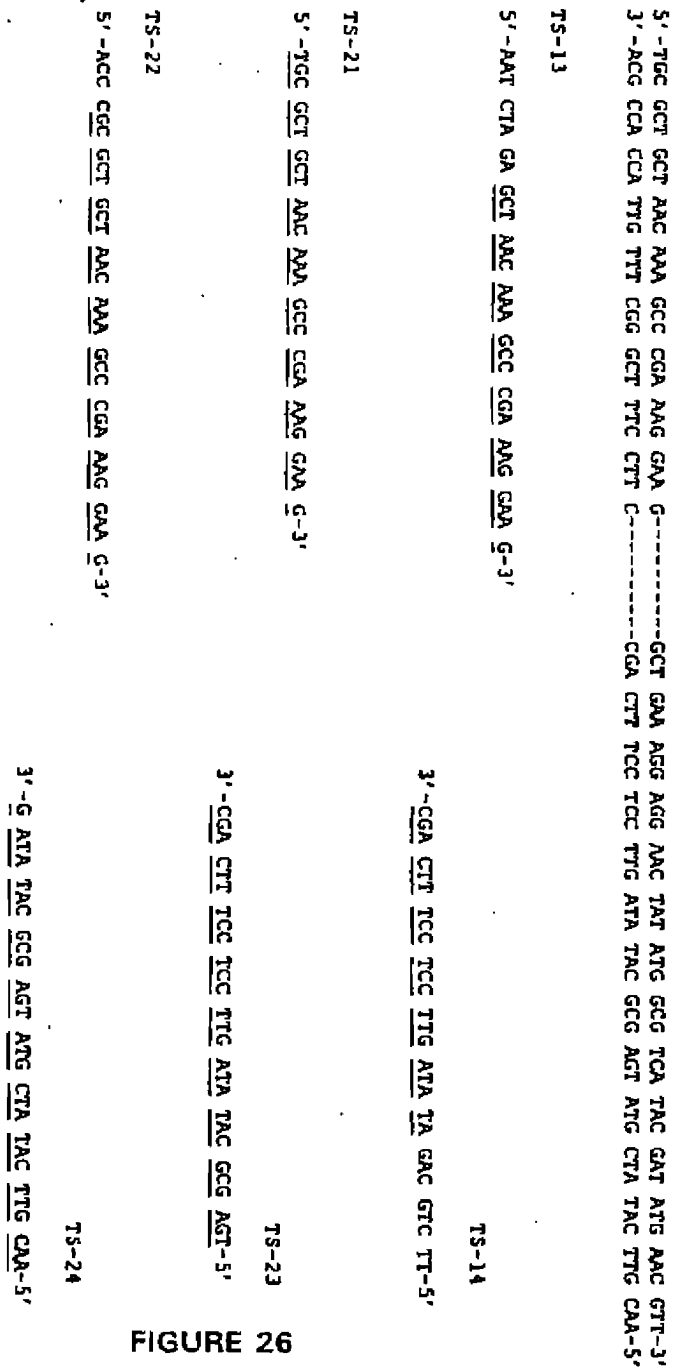 5'-TGC GCT GCT AAC AAA GCC CGA AAG GAA G----------GCT GAA AGG AGG AAC TAT ATG GCG TCA TAC GAT ATG AAC GTT-3'
3'-ACG CCA CCA TTG TTT CGG GCT TTC CTT C----------CGA CTT TCC TCC TTG ATA TAC GCG AGT ATG CTA TAC TTG CAA-5'
TS-13
5'-AAT CTA GA GCT AAC AAA GCC CGA AAG GAA G-3'
TS-14
3'-CGA CTT TCC TCC TTG ATA TA GAC GTC TT-5'
TS-21
5'-TGC GCT GCT AAC AAA GCC CGA AAG GAA G-3'
TS-23
3'-CGA CTT TCC TCC TTG ATA TAC GCG AGT-5'
TS-22
5'-ACC CGC GCT GCT AAC AAA GCC CGA AAG GAA G-3'
TS-24
3'-G ATA TAC GCG AGT ATG CTA TAC TTG CAA-5'
FIGURE 26